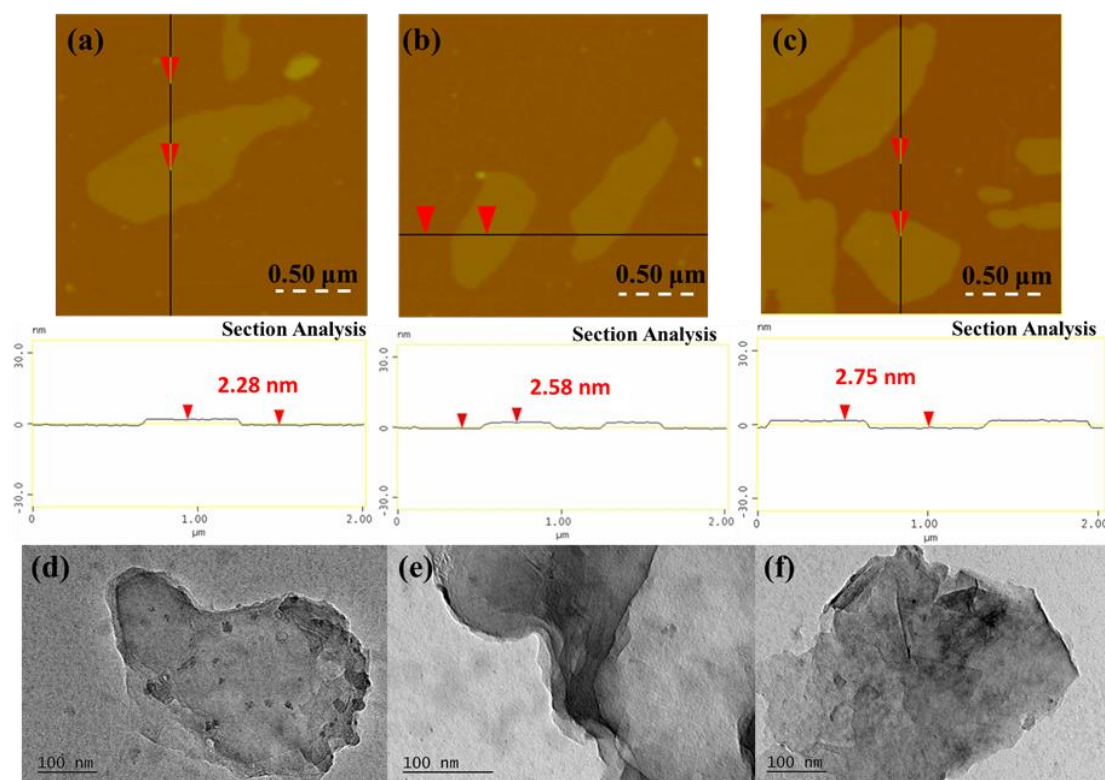 (a)
0.50 μm
(b)
0.50 μm
(c)
0.50 μm
nm
Section Analysis
30.0
0
-30.0
2.28 nm
0
1.00
2.00
μm
nm
Section Analysis
30.0
0
-30.0
2.58 nm
0
1.00
2.00
μm
nm
Section Analysis
30.0
0
-30.0
2.75 nm
0
1.00
2.00
μm
(d)
100 nm
(e)
100 nm
(f)
100 nm